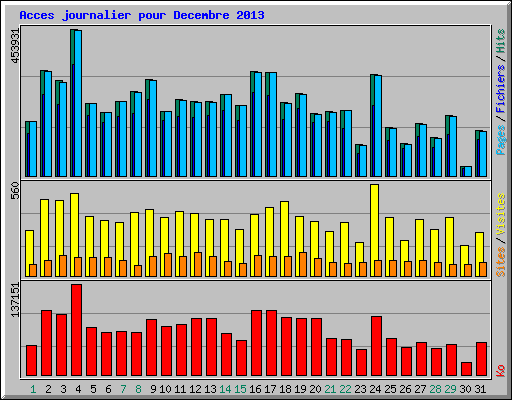 Acces journalier pour Decembre 2013
453931
Pages / Fichiers / Hits
560
Sites / Visites
137151
Ko
1 2 3 4 5 6 7 8 9 10 11 12 13 14 15 16 17 18 19 20 21 22 23 24 25 26 27 28 29 30 31